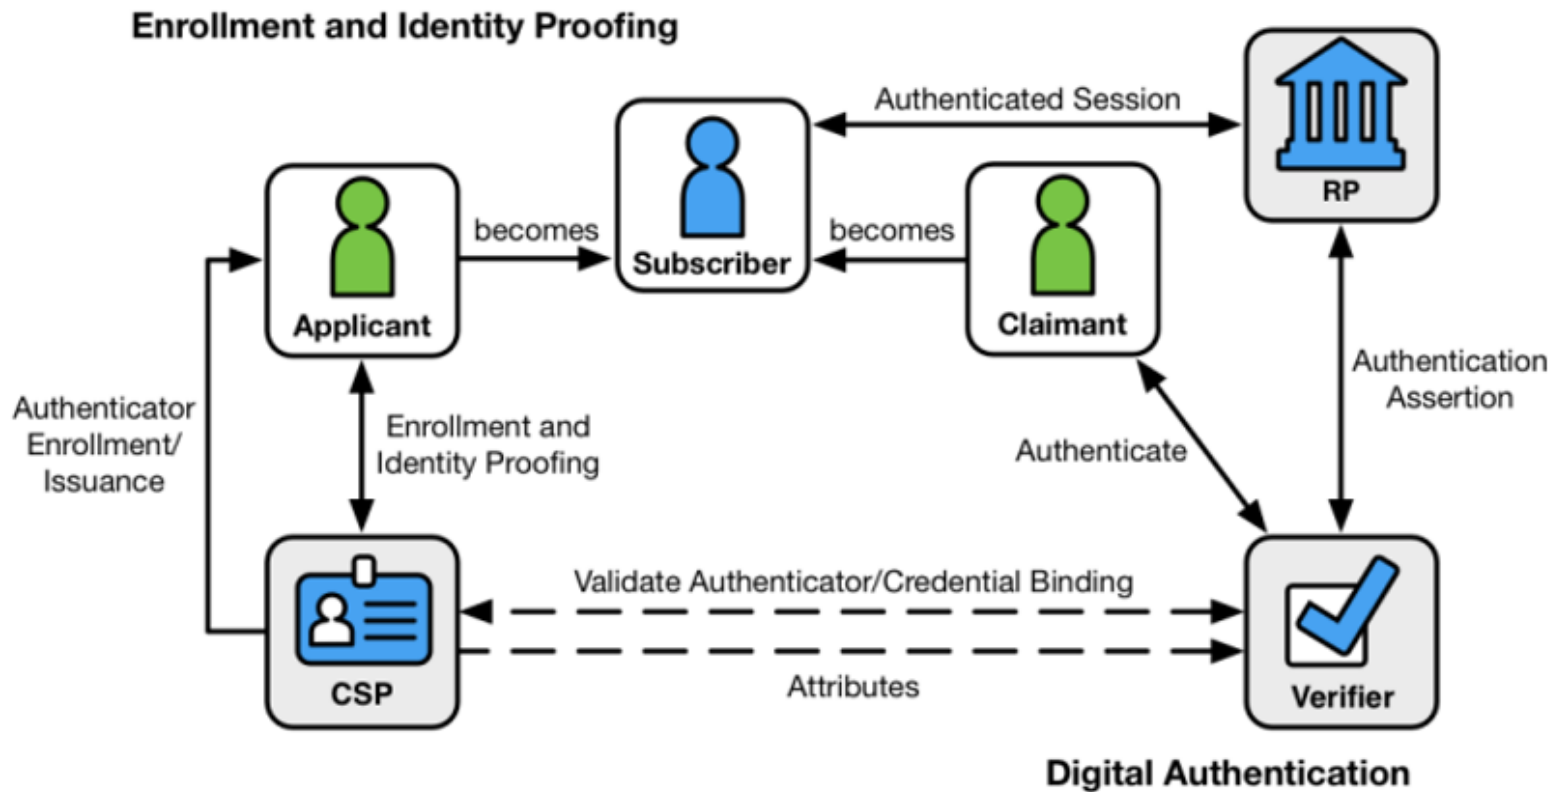 Enrollment and Identity Proofing
Authenticated Session
RP
becomes
becomes
Subscriber
Applicant
Claimant
Authenticator
Enrollment/
Issuance
Enrollment and
Identity Proofing
Authenticate
Authentication
Assertion
Validate Authenticator/Credential Binding
Attributes
CSP
Verifier
Digital Authentication